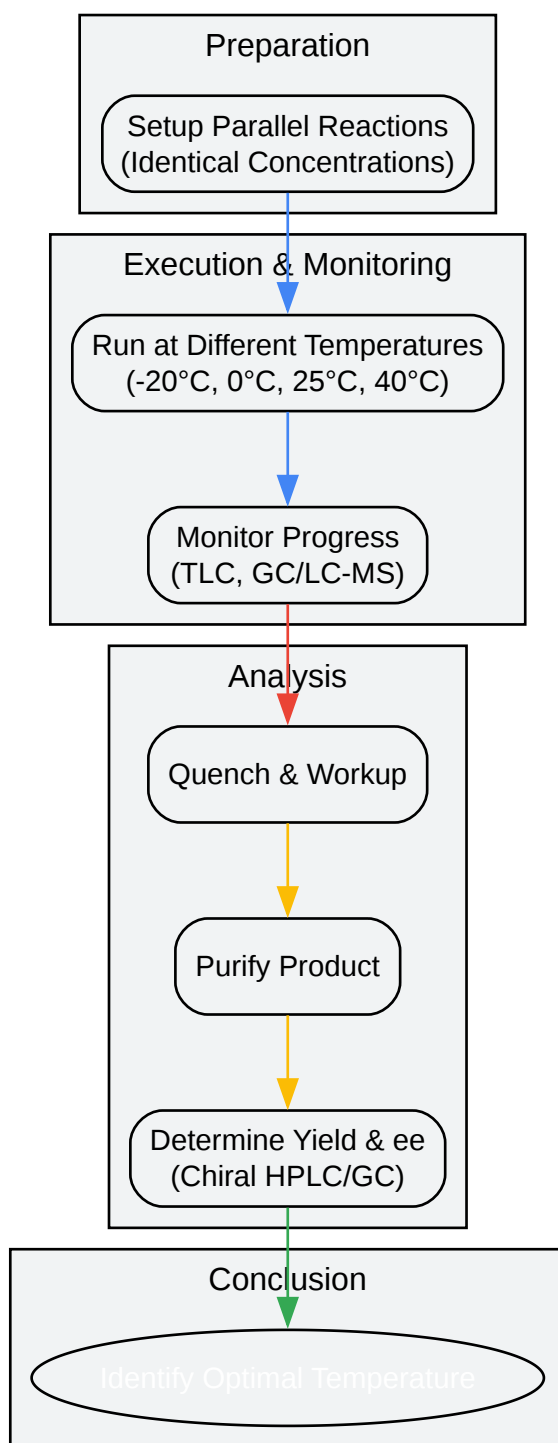 Preparation
Setup Parallel Reactions
(Identical Concentrations)
Execution & Monitoring
Run at Different Temperatures
(-20°C, 0°C, 25°C, 40°C)
Monitor Progress
(TLC, GC/LC-MS)
Analysis
Quench & Workup
Purify Product
Determine Yield & ee
(Chiral HPLC/GC)
Conclusion
Identify Optimal Temperature